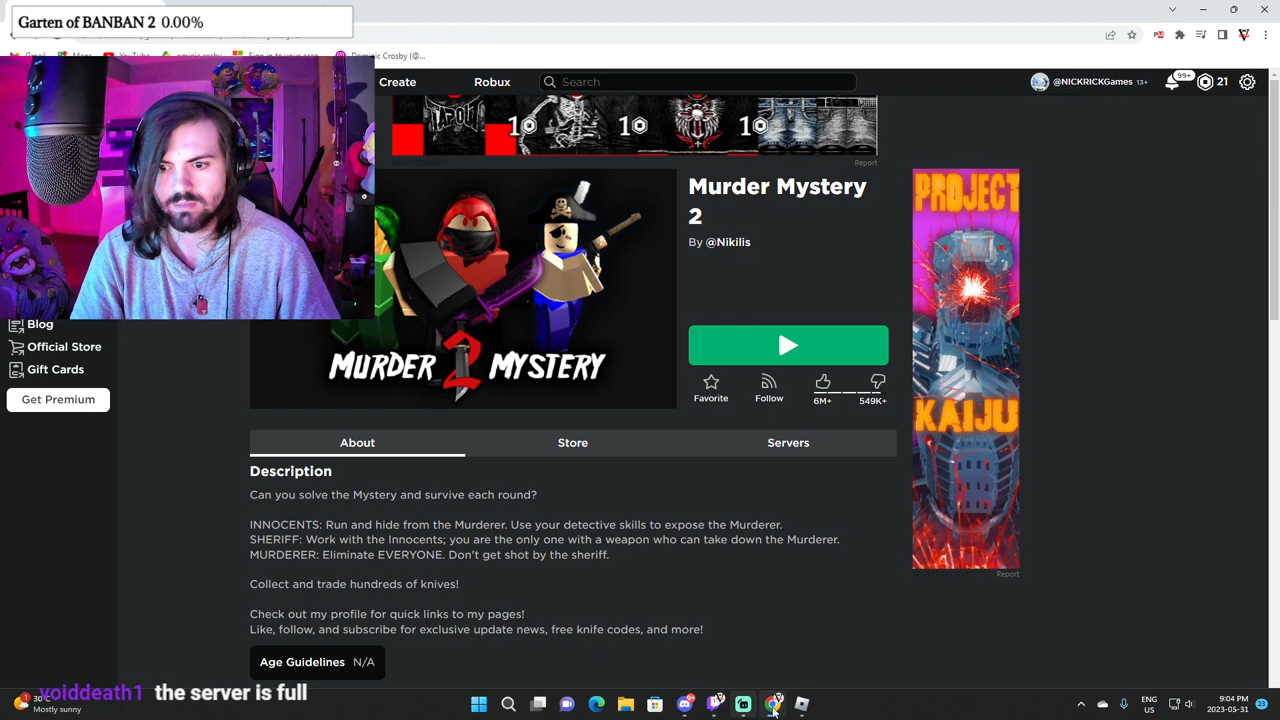 Garten of BANBAN 2 0.00%
Gmail
Maps
YouTube
Dominic Crosby (@...
Create
Robux
Search
@NICKRICKGames 13+
99+
21
TAPOUT
10
10
10
Report
Murder Mystery
2
By @Nikilis
MURDER 2 MYSTERY
PROJECT
KAIJU
Blog
Official Store
Gift Cards
Get Premium
Favorite
Follow
6M+
549K+
About
Store
Servers
Description
Can you solve the Mystery and survive each round?
INNOCENTS: Run and hide from the Murderer. Use your detective skills to expose the Murderer.
SHERIFF: Work with the Innocents; you are the only one with a weapon who can take down the Murderer.
MURDERER: Eliminate EVERYONE. Don't get shot by the sheriff.
Collect and trade hundreds of knives!
Check out my profile for quick links to my pages!
Like, follow, and subscribe for exclusive update news, free knife codes, and more!
Report
Age Guidelines N/A
voiddeath1 the server is full
Mostly sunny
ENG
US
9:04 PM
2023-05-31
23